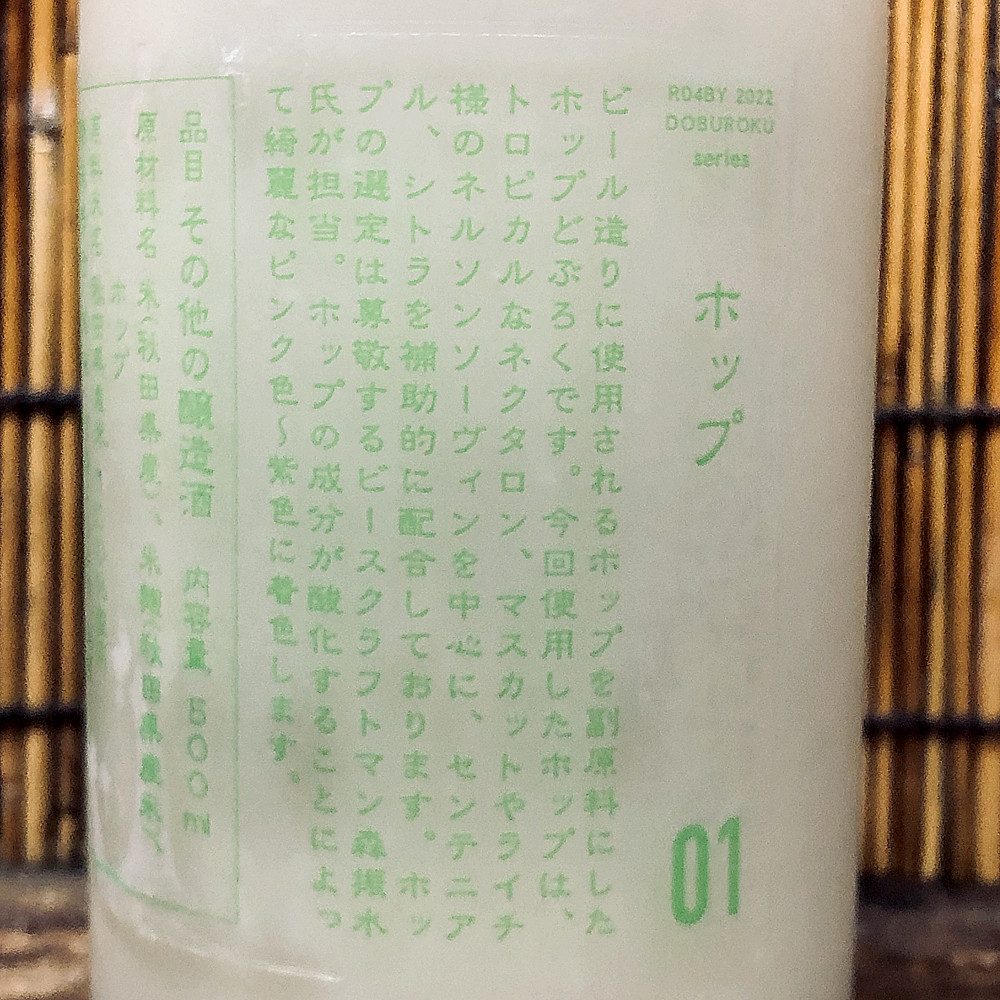 R04BY 2022
DOBUROKU
series
ホップ
01
ビール造りに使用されるホップを副原料にした
ホップどぶろくです。今回使用したホップは、
トロピカルなネクタロン、マスカットやライチ
様のネルソンソーヴィンを中心に、センテニア
ル、シトラを補助的に配合しております。ホッ
プの選定は尊敬するビースクラフトマン森撮水
氏が担当。ホップの成分が酸化することによっ
て綺麗なピンク色～紫色に着色します。
品目 その他の醸造酒 内容量 500ml
原材料名 米(秋田県産)、米麹(秋田県産米)、
ホップ